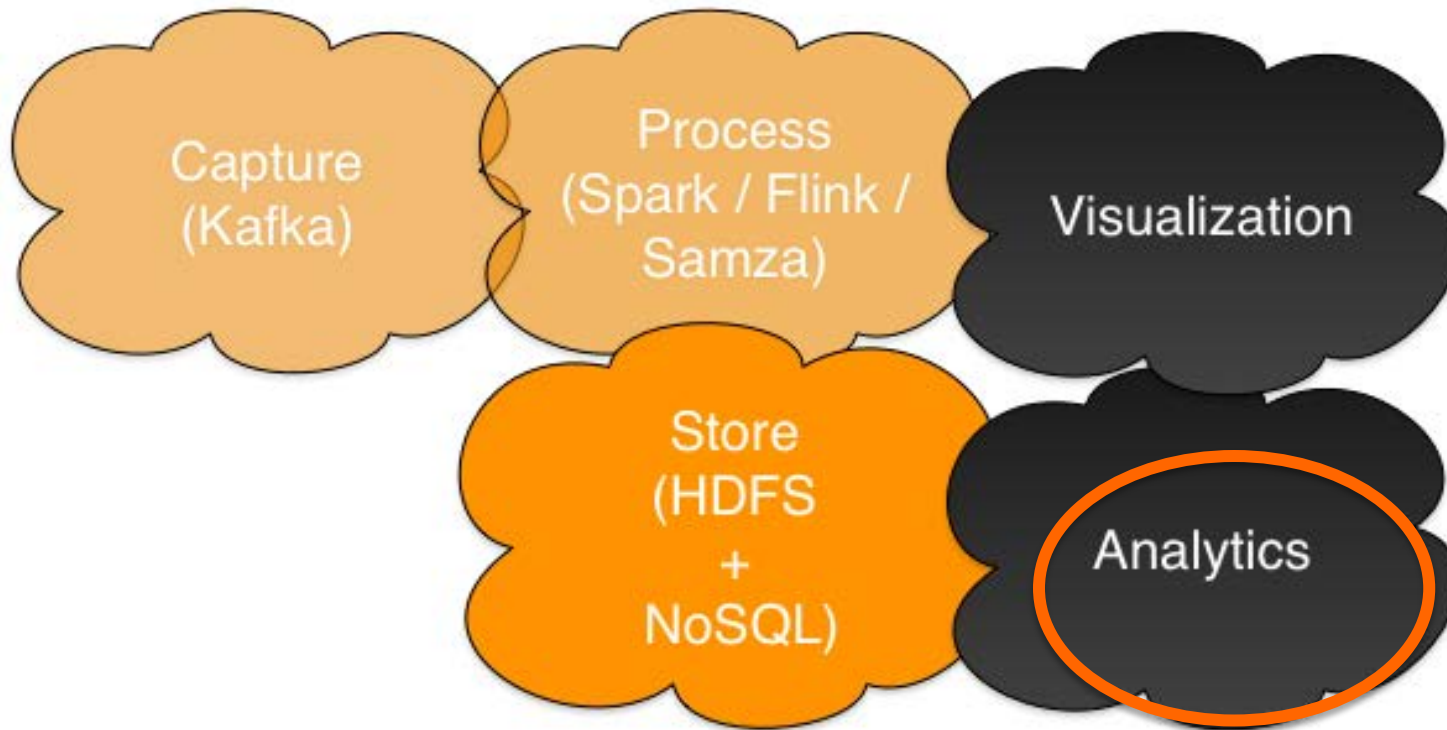 Capture
(Kafka)
Process
(Spark / Flink /
Samza)
Visualization
Store
(HDFS
+
NoSQL)
Analytics